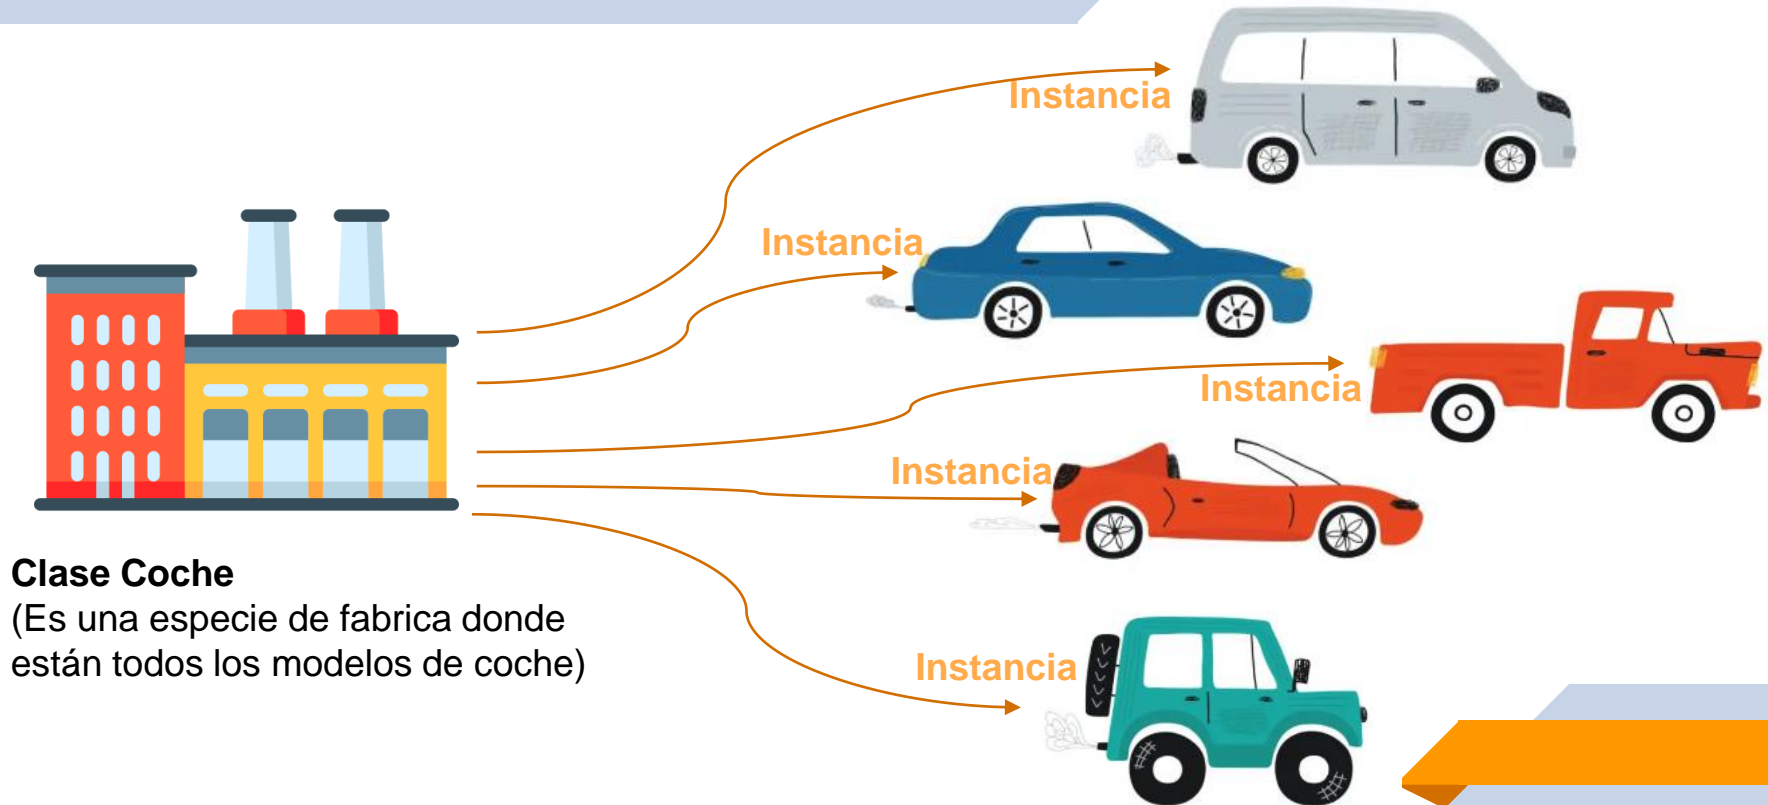 Instancia
Instancia
Instancia
Instancia
Instancia
Clase Coche
(Es una especie de fabrica donde
están todos los modelos de coche)